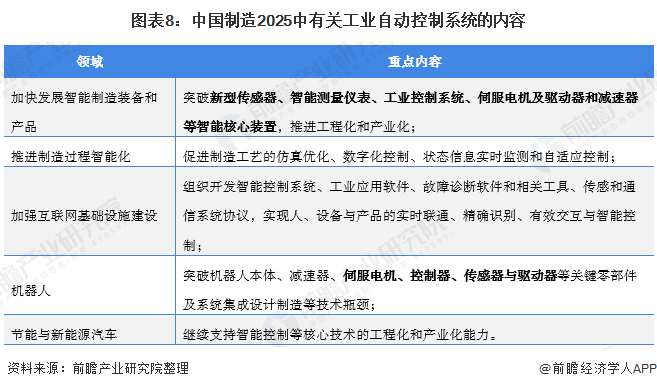 图表8：中国制造2025中有关工业自动控制系统的内容
领域
重点内容
加快发展智能制造装备和
产品
突破新型传感器、智能测量仪表、工业控制系统、伺服电机及驱动器和减速器
等智能核心装置，推进工程化和产业化；
推进制造过程智能化
促进制造工艺的仿真优化、数字化控制、状态信息实时监测和自适应控制；
加强互联网基础设施建设
组织开发智能控制系统、工业应用软件、故障诊断软件和相关工具、传感和通
信系统协议，实现人、设备与产品的实时联通、精确识别、有效交互与智能控
制；
机器人
突破机器人本体、减速器、伺服电机、控制器、传感器与驱动器等关键零部件
及系统集成设计制造等技术瓶颈；
节能与新能源汽车
继续支持智能控制等核心技术的工程化和产业化能力。
资料来源：前瞻产业研究院整理
@前瞻经济学人APP
前瞻产业研究院